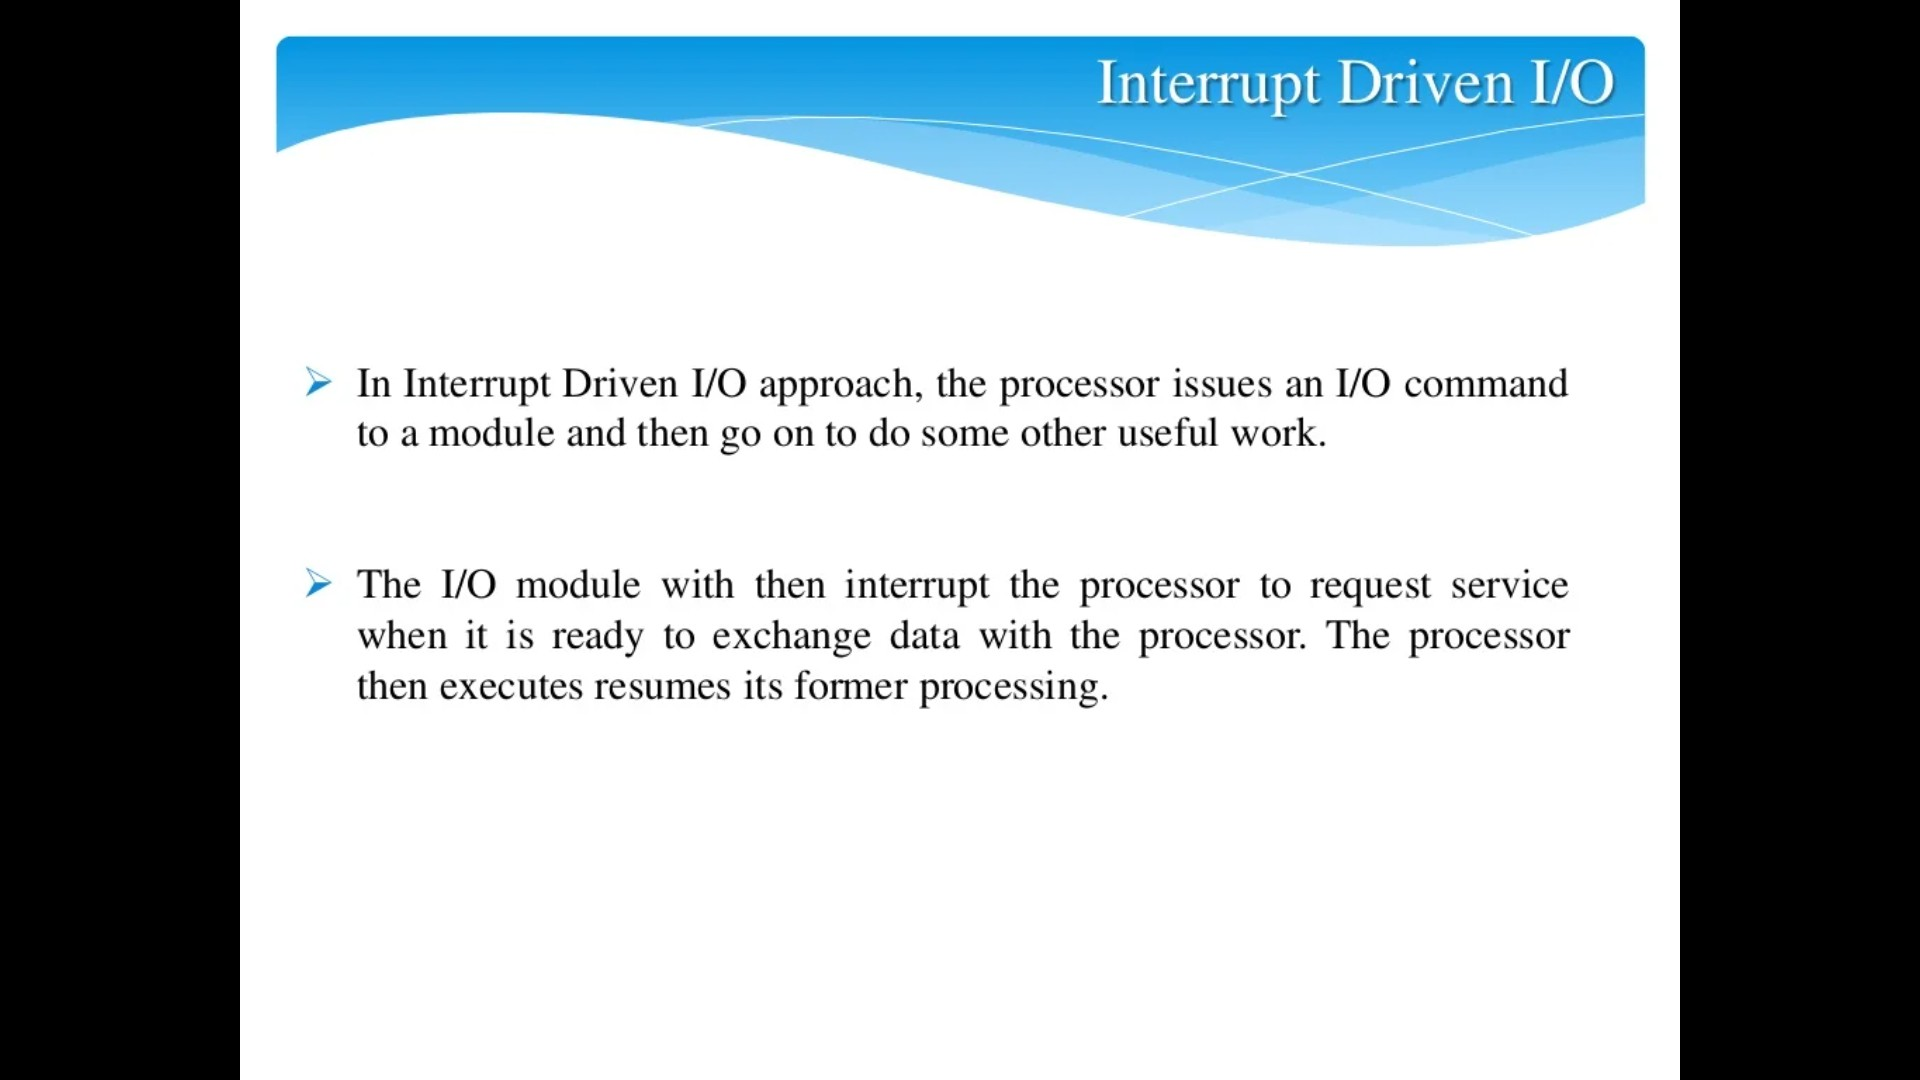 Interrupt Driven I/O
In Interrupt Driven I/O approach, the processor issues an I/O command
to a module and then go on to do some other useful work.
The I/O module with then interrupt the processor to request service
when it is ready to exchange data with the processor. The processor
then executes resumes its former processing.